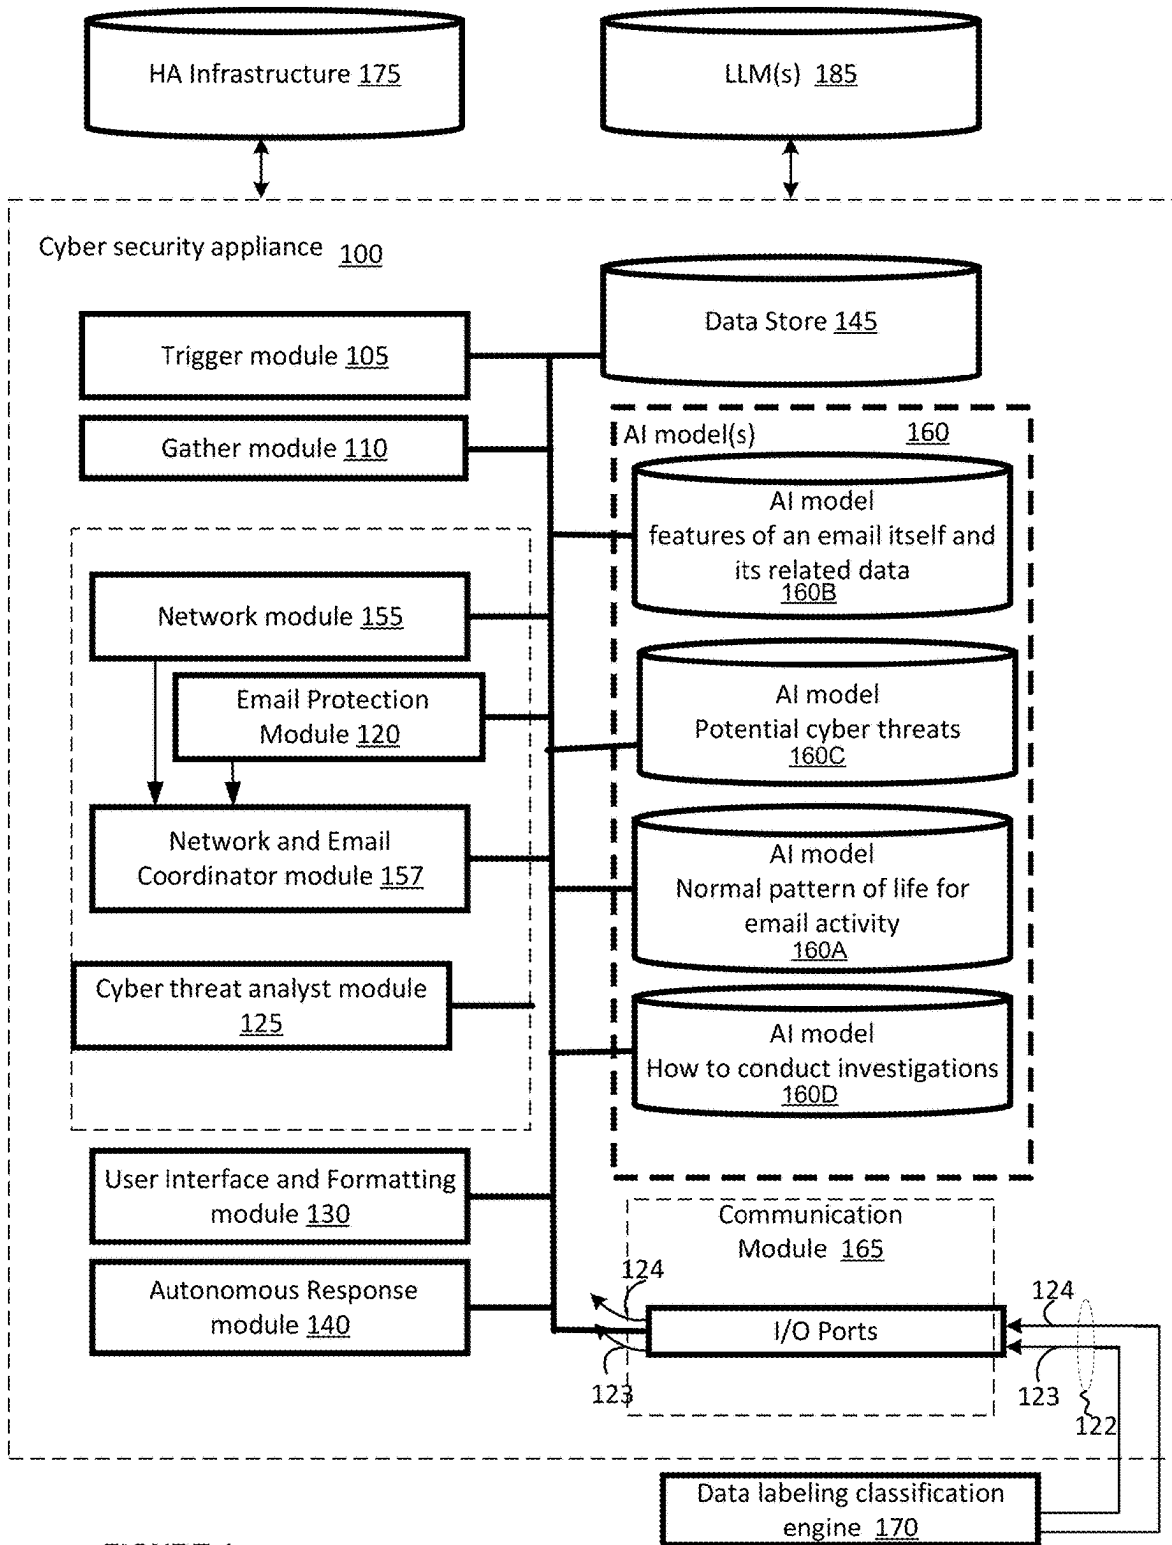 HA Infrastructure 175
LLM(s) 185
Cyber security appliance 100
Data Store 145
Trigger module 105
Gather module 110
AI model(s) 160
AI model
features of an email itself and
its related data
160B
Network module 155
Email Protection
Module 120
AI model
Potential cyber threats
160C
Network and Email
Coordinator module 157
AI model
Normal pattern of life for
email activity
160A
Cyber threat analyst module
125
AI model
How to conduct investigations
160D
User Interface and Formatting
module 130
Communication
Module 165
Autonomous Response
module 140
124
I/O Ports
124
123
123
122
Data labeling classification
engine 170